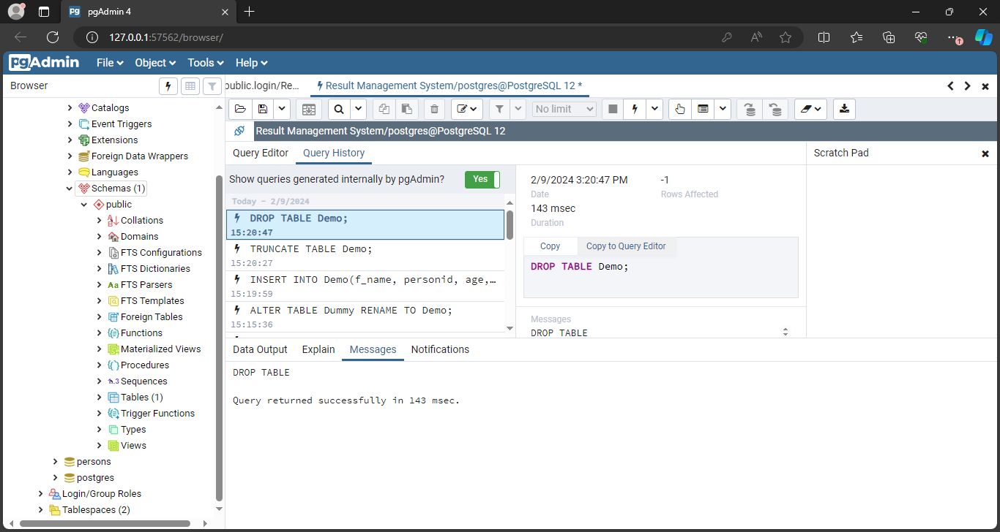 pgAdmin 4
127.0.0.1:57562/browser/
pgAdmin File Object Tools Help
Browser
public.login/Re... Result Management System/postgres@PostgreSQL 12 *
No limit
Result Management System/postgres@PostgreSQL 12
Catalogs
Event Triggers
Extensions
Foreign Data Wrappers
Languages
Schemas (1)
public
Collations
Domains
FTS Configurations
FTS Dictionaries
FTS Parsers
FTS Templates
Foreign Tables
Functions
Materialized Views
Procedures
Sequences
Tables (1)
Trigger Functions
Types
Views
persons
postgres
Login/Group Roles
Tablespaces (2)
Query Editor Query History
Show queries generated internally by pgAdmin? Yes
Today - 2/9/2024
DROP TABLE Demo;
15:20:47
TRUNCATE TABLE Demo;
15:20:27
INSERT INTO Demo(f_name, personid, age,…
15:19:59
ALTER TABLE Dummy RENAME TO Demo;
15:15:36
2/9/2024 3:20:47 PM -1
Date Rows Affected
143 msec
Duration
Copy Copy to Query Editor
DROP TABLE Demo;
Messages
DROP TABLE
Scratch Pad
Data Output Explain Messages Notifications
DROP TABLE
Query returned successfully in 143 msec.